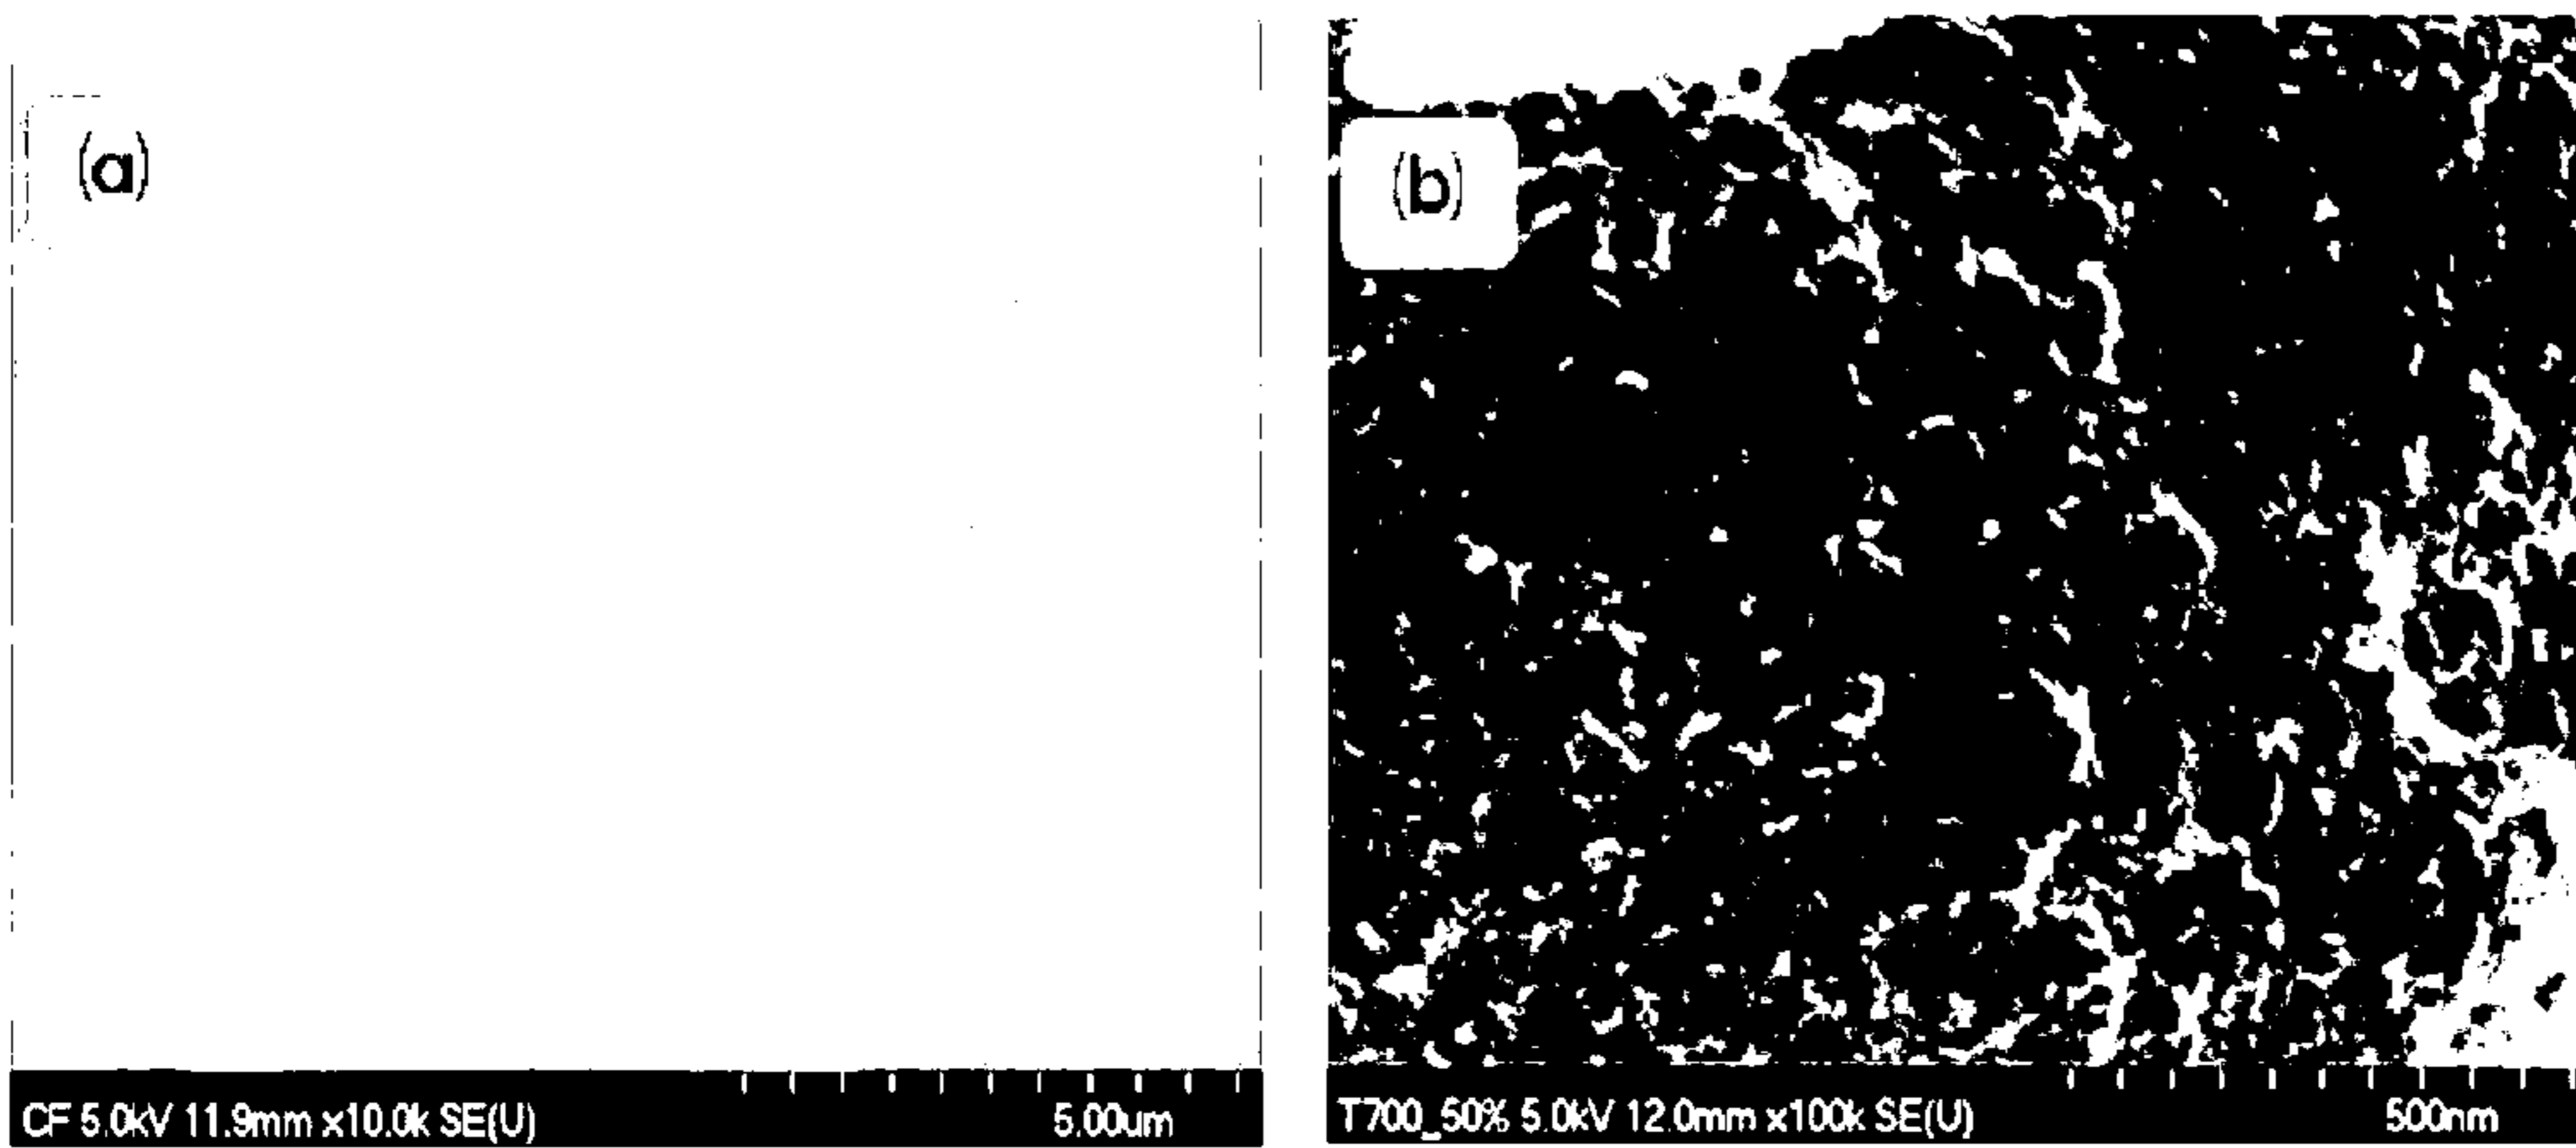 (a)
(b)
CF 5.0kV 11.9mm x10.0k SE(U) 5.00um
T700_50% 5.0kV 12.0mm x100k SE(U) 500nm